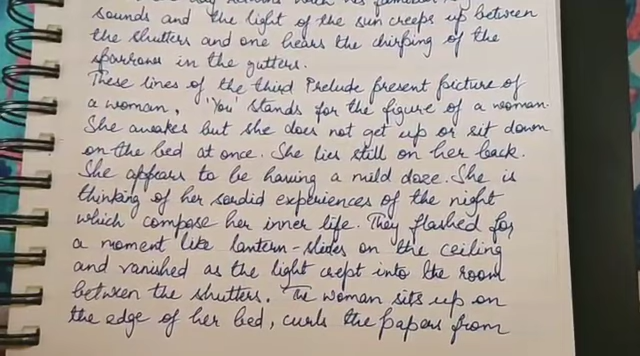 sounds and the light of the sun creeps up between
the shutters and one hears the chirping of the
sparrows in the gutters.
These lines of the third Prelude present picture of
a woman. 'You' stands for the figure of a woman.
She awakes but she does not get up or sit down
on the bed at once. She lies still on her back.
She appears to be having a mild doze. She is
thinking of her sordid experiences of the night
which compose her inner life. They flashed for
a moment like lantern-slides on the ceiling
and vanished as the light crept into the room
between the shutters. The woman sits up on
the edge of her bed, curls the papers from